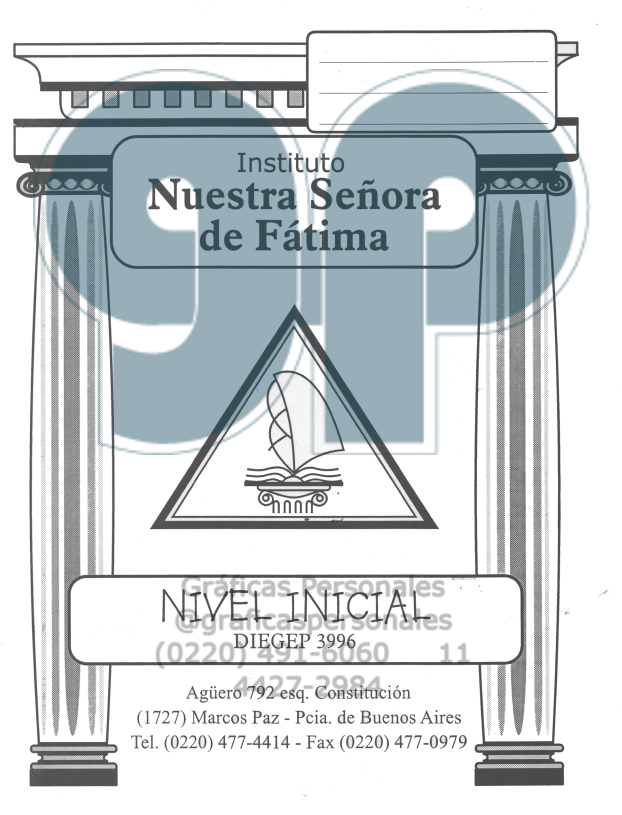 Instituto
Nuestra Señora
de Fátima
gp
Gráficas Personales
NIVEL INICIAL
@graficaspersonales
DIEGEP 3996
(0220) 491-6060 11
4427-2984
Agüero 792 esq. Constitución
(1727) Marcos Paz - Pcia. de Buenos Aires
Tel. (0220) 477-4414 - Fax (0220) 477-0979